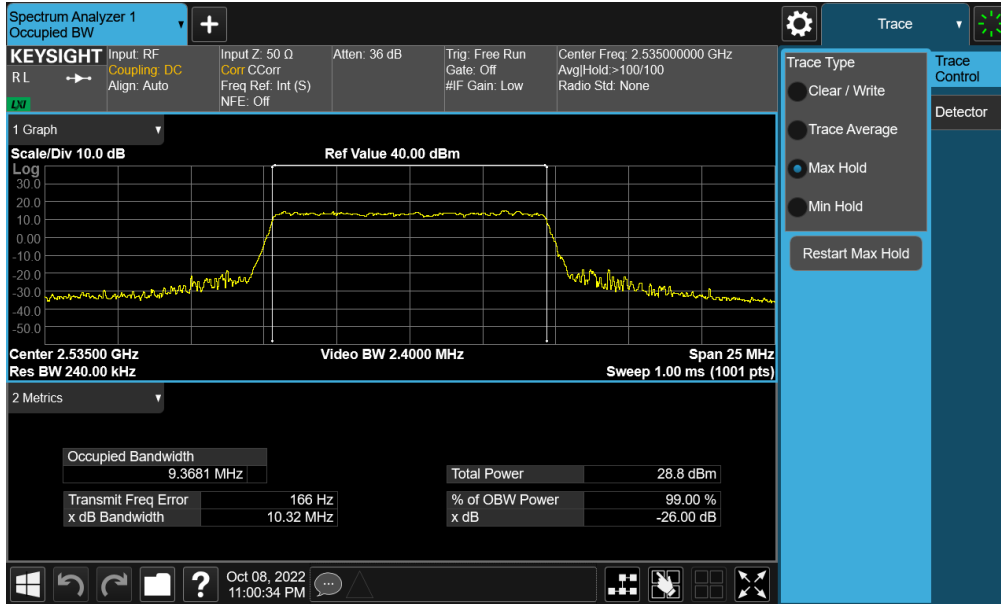 Spectrum Analyzer 1
Occupied BW
+
Trace
KEYSIGHT
R L
LXI
Input: RF
Coupling: DC
Align: Auto
Input Z: 50 Ω
Corr CCorr
Freq Ref: Int (S)
NFE: Off
Atten: 36 dB
Trig: Free Run
Gate: Off
#IF Gain: Low
Center Freq: 2.535000000 GHz
Avg|Hold:>100/100
Radio Std: None
1 Graph
Scale/Div 10.0 dB
Ref Value 40.00 dBm
Log
30.0
20.0
10.0
0.00
-10.0
-20.0
-30.0
-40.0
-50.0
Center 2.53500 GHz
Video BW 2.4000 MHz
Span 25 MHz
Res BW 240.00 kHz
Sweep 1.00 ms (1001 pts)
2 Metrics
Occupied Bandwidth
9.3681 MHz
Total Power 28.8 dBm
Transmit Freq Error 166 Hz
% of OBW Power 99.00 %
x dB Bandwidth 10.32 MHz
x dB -26.00 dB
?
Oct 08, 2022
11:00:34 PM
Trace Type
Clear / Write
Trace Average
Max Hold
Min Hold
Restart Max Hold
Trace
Control
Detector